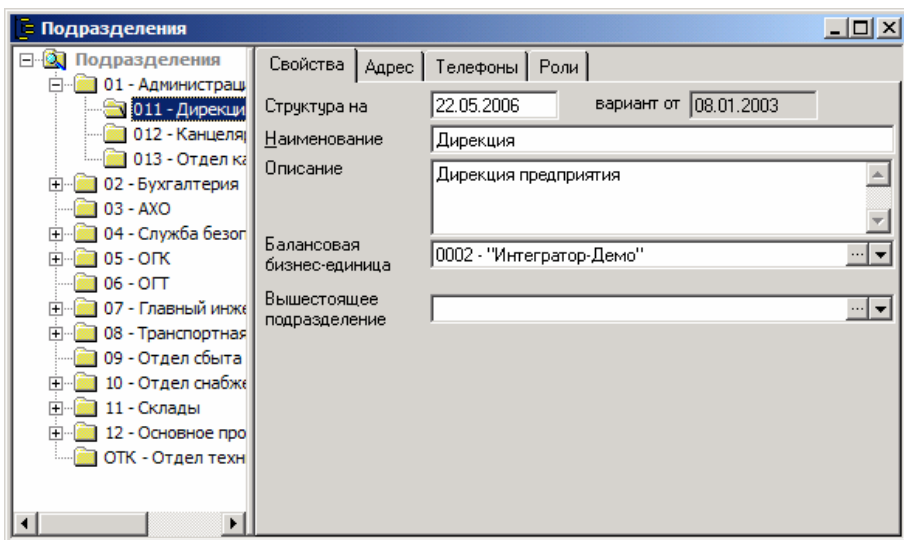 Подразделения
Подразделения
01 - Администрац
011 - Дирекци
012 - Канцеля
013 - Отдел ка
02 - Бухгалтерия
03 - АХО
04 - Служба безоп
05 - ОГК
06 - ОГТ
07 - Главный инже
08 - Транспортная
09 - Отдел сбыта
10 - Отдел снабже
11 - Склады
12 - Основное про
ОТК - Отдел техн
Свойства Адрес Телефоны Роли
Структура на 22.05.2006 вариант от 08.01.2003
Наименование Дирекция
Описание Дирекция предприятия
Балансовая
бизнес-единица 0002 - "Интегратор-Демо"
Вышестоящее
подразделение